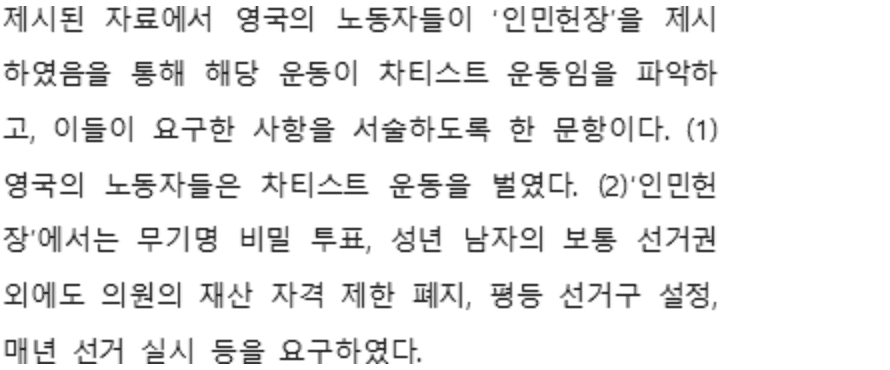 제시된 자료에서 영국의 노동자들이 '인민헌장'을 제시
하였음을 통해 해당 운동이 차티스트 운동임을 파악하
고, 이들이 요구한 사항을 서술하도록 한 문항이다. (1)
영국의 노동자들은 차티스트 운동을 벌였다. (2)'인민헌
장'에서는 무기명 비밀 투표, 성년 남자의 보통 선거권
외에도 의원의 재산 자격 제한 폐지, 평등 선거구 설정,
매년 선거 실시 등을 요구하였다.